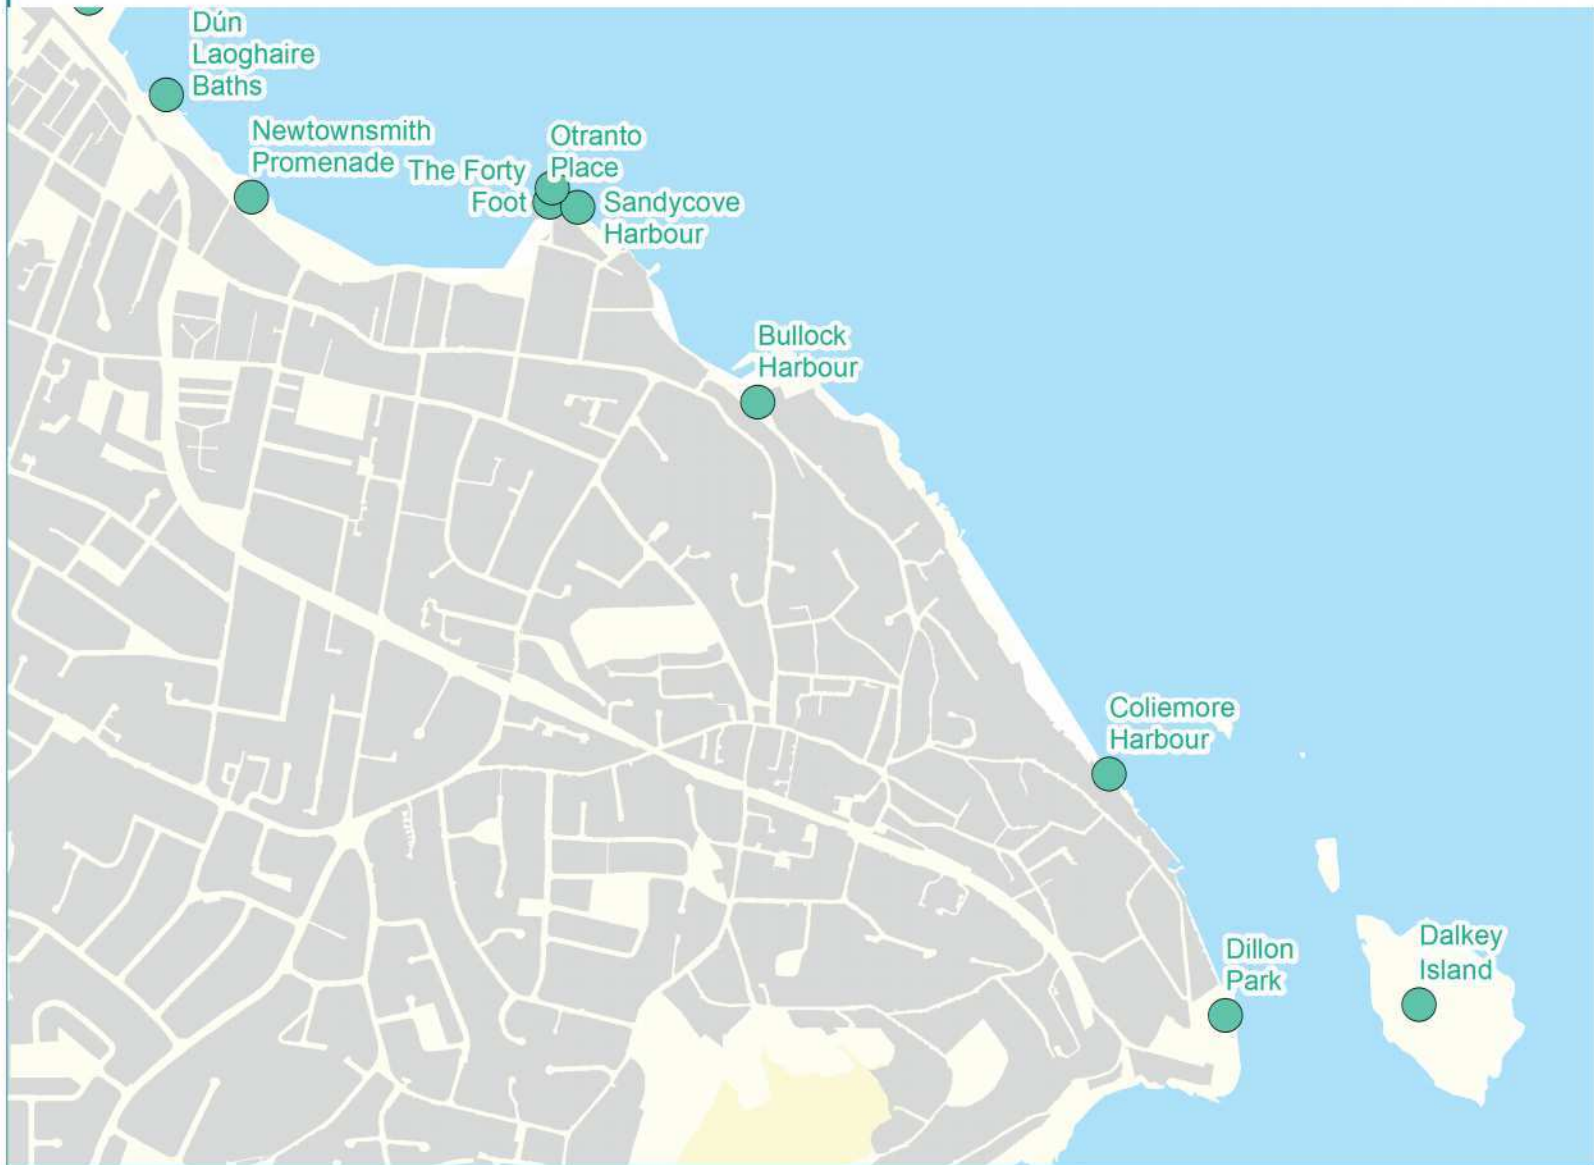 Dún
Laoghaire
Baths
Newtownsmith
Promenade
The Forty
Foot
Otranto
Place
Sandycove
Harbour
Bullock
Harbour
Coliemore
Harbour
Dillon
Park
Dalkey
Island